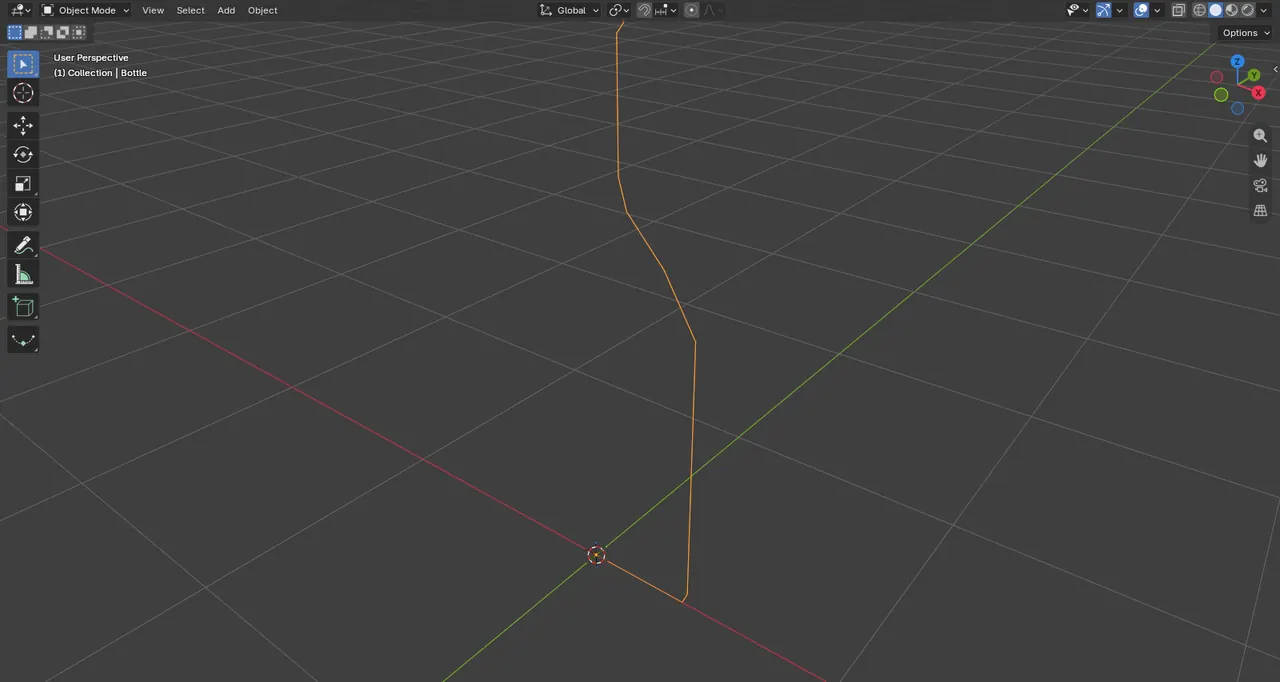 Object Mode View Select Add Object Global
Options
User Perspective
(1) Collection | Bottle
Z
Y
X